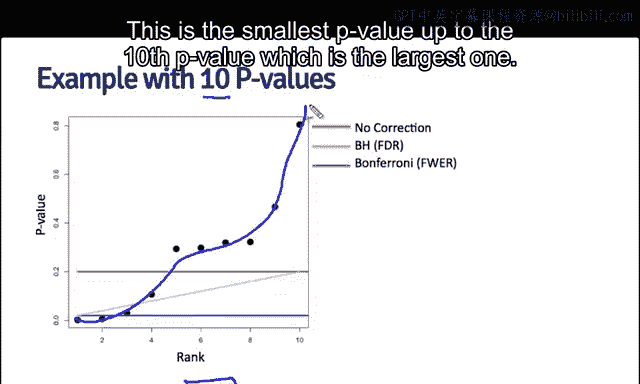 This is the smallest p-value up to the
10th p-value which is the largest one.
Example with 10 P-values
No Correction
BH (FDR)
Bonferroni (FWER)
P-value
0.8
0.6
0.4
0.2
0.0
2
4
6
8
10
Rank